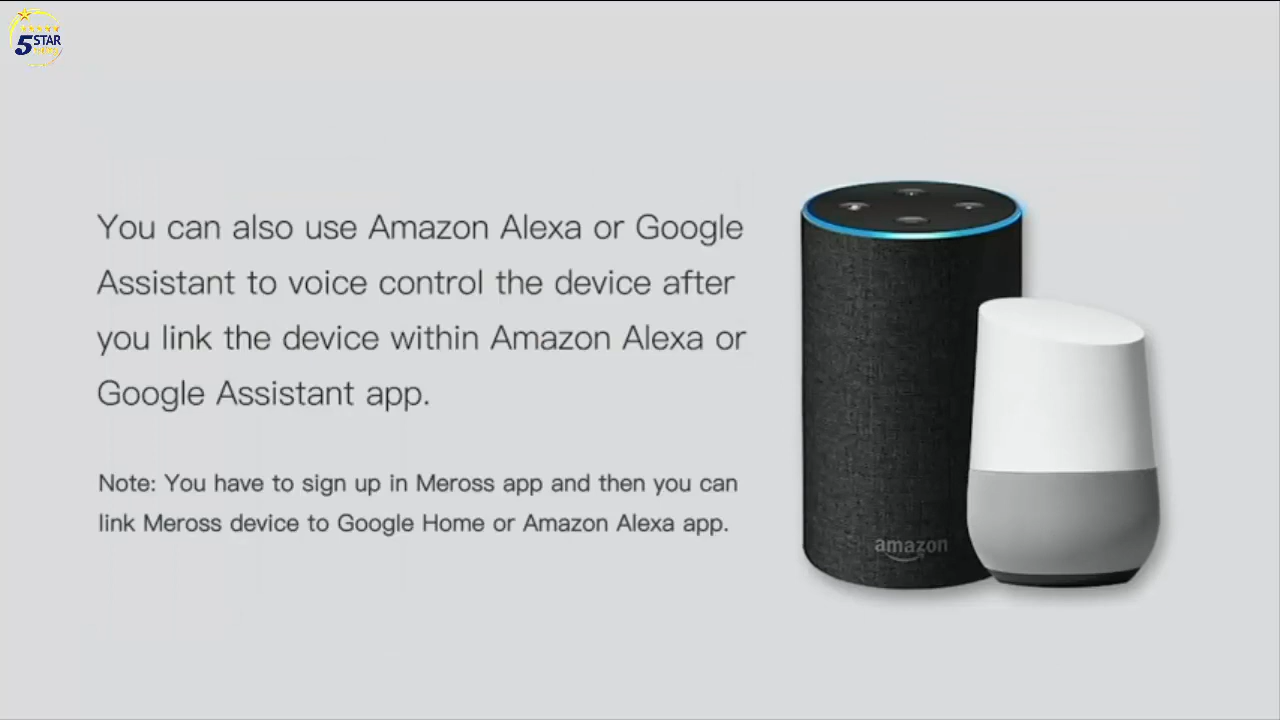 5 STAR
You can also use Amazon Alexa or Google
Assistant to voice control the device after
you link the device within Amazon Alexa or
Google Assistant app.
Note: You have to sign up in Meross app and then you can
link Meross device to Google Home or Amazon Alexa app.
amazon